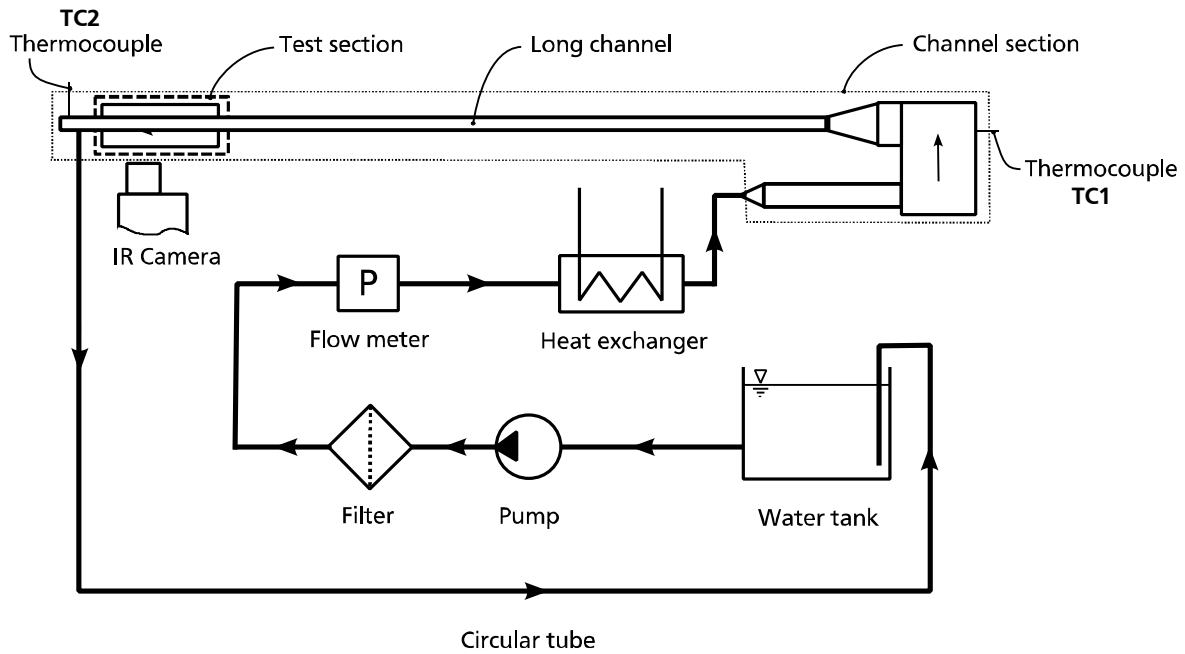 TC2
Thermocouple
Test section
Long channel
Channel section
Thermocouple
TC1
IR Camera
P
Flow meter
Heat exchanger
Filter
Pump
Water tank
Circular tube